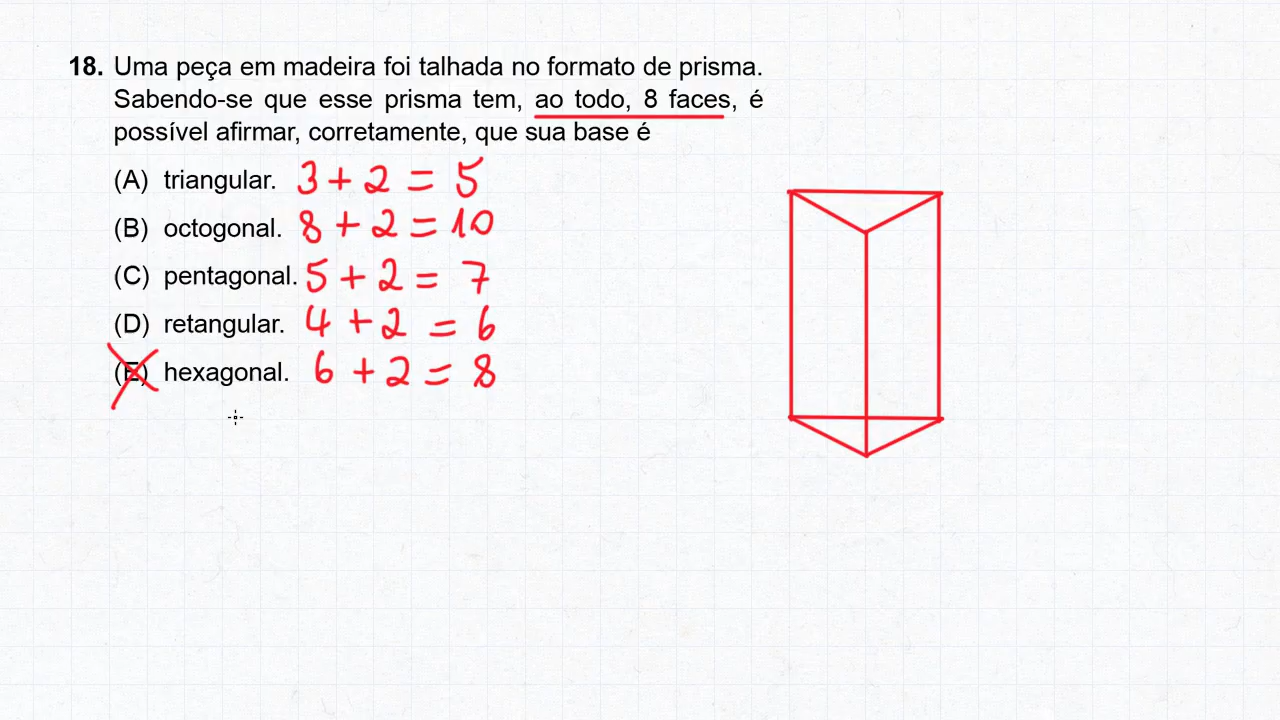 18. Uma peça em madeira foi talhada no formato de prisma.
Sabendo-se que esse prisma tem, ao todo, 8 faces, é
possível afirmar, corretamente, que sua base é
(A) triangular. 3 + 2 = 5
(B) octogonal. 8 + 2 = 10
(C) pentagonal. 5 + 2 = 7
(D) retangular. 4 + 2 = 6
(E) hexagonal. 6 + 2 = 8